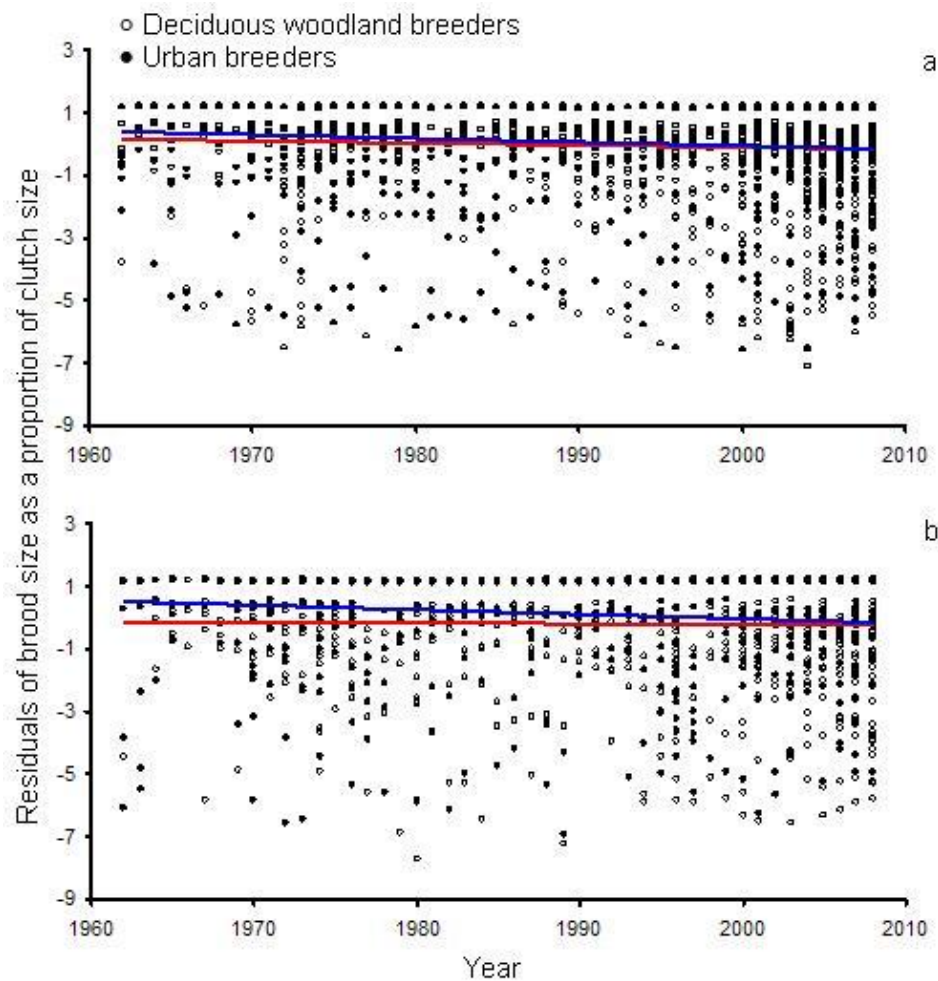 Deciduous woodland breeders
Urban breeders
a
3
1
-1
-3
-5
-7
-9
1960 1970 1980 1990 2000 2010
Residuals of brood size as a proportion of clutch size
b
3
1
-1
-3
-5
-7
-9
1960 1970 1980 1990 2000 2010
Year